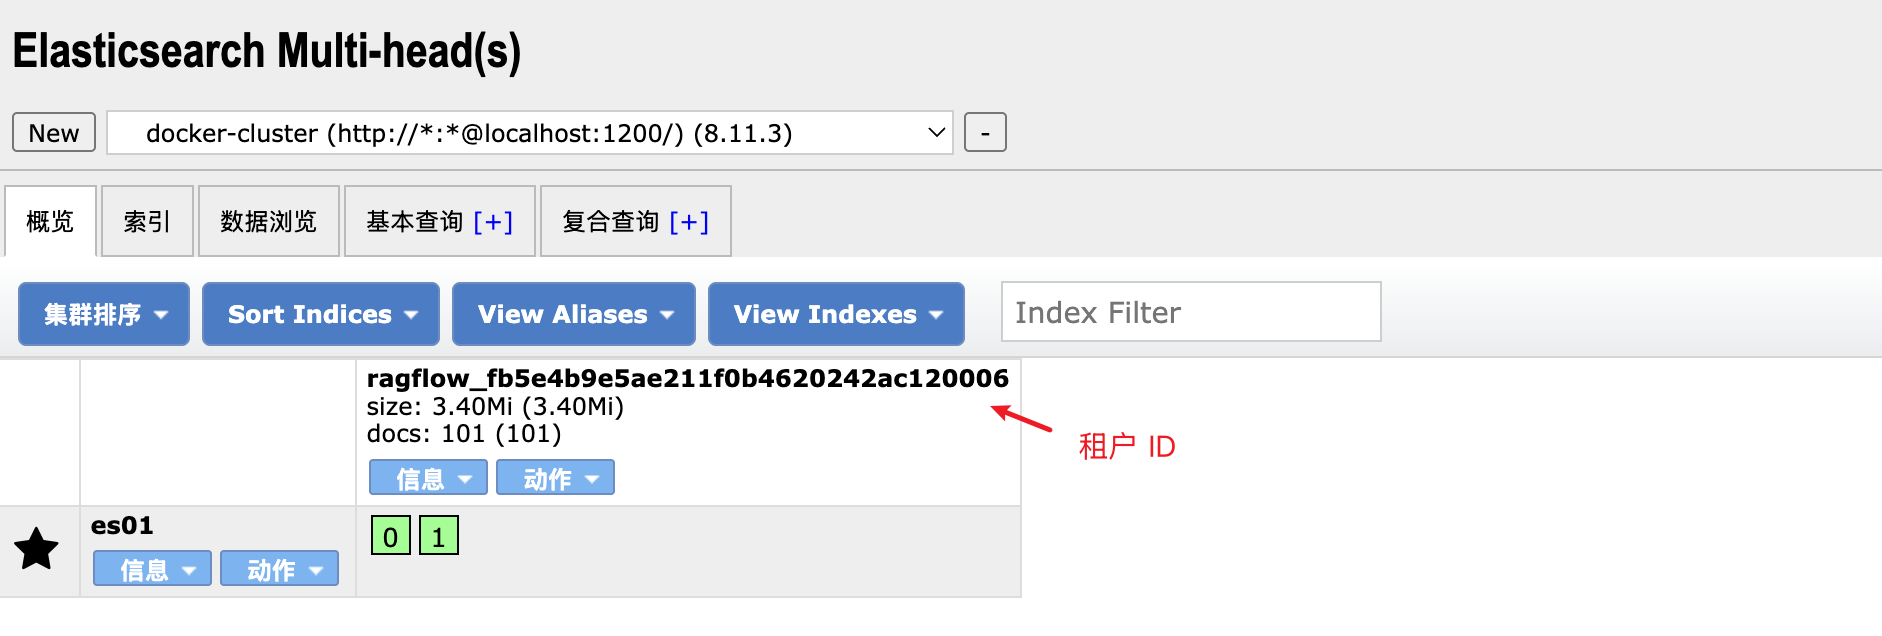 Elasticsearch Multi-head(s)
New docker-cluster (http://*:*@localhost:1200/) (8.11.3) -
概览 索引 数据浏览 基本查询 [+] 复合查询 [+]
集群排序 Sort Indices View Aliases View Indexes Index Filter
ragflow_fb5e4b9e5ae211f0b4620242ac120006
size: 3.40Mi (3.40Mi)
docs: 101 (101)
租户 ID
信息 动作
es01
0 1
信息 动作